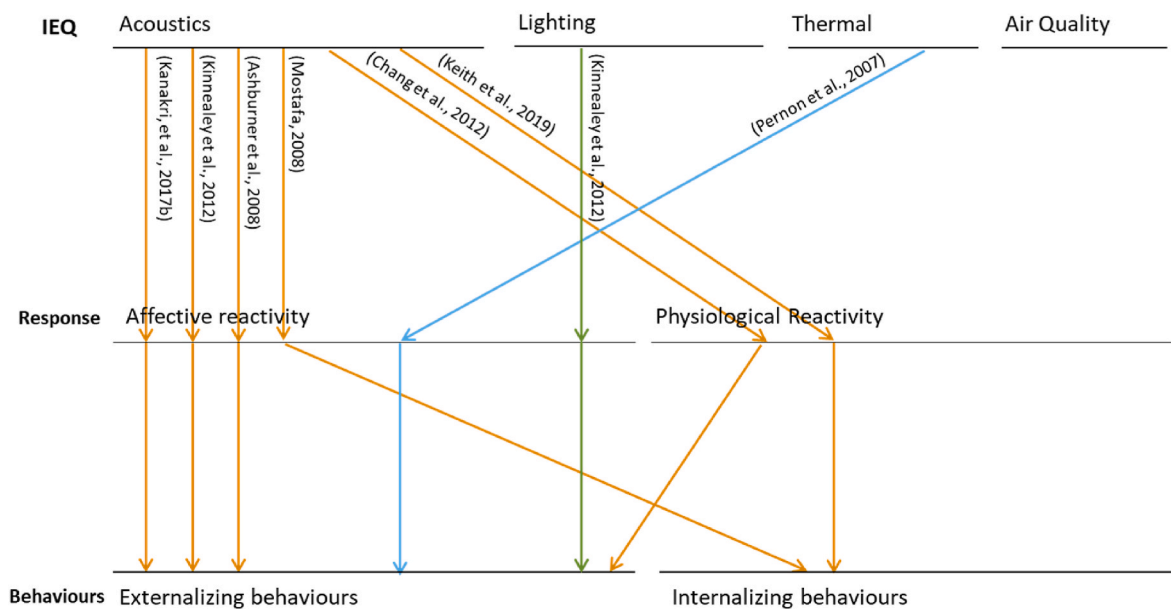 IEQ
Acoustics
Lighting
Thermal
Air Quality
(Kanakri, et al., 2017b)
(Kinnealey et al., 2012)
(Ashburner et al., 2008)
(Mostafa, 2008)
(Chang et al., 2012)
(Keith et al., 2019)
(Kinnealey et al., 2012)
(Pernon et al., 2007)
Response
Affective reactivity
Physiological Reactivity
Behaviours
Externalizing behaviours
Internalizing behaviours